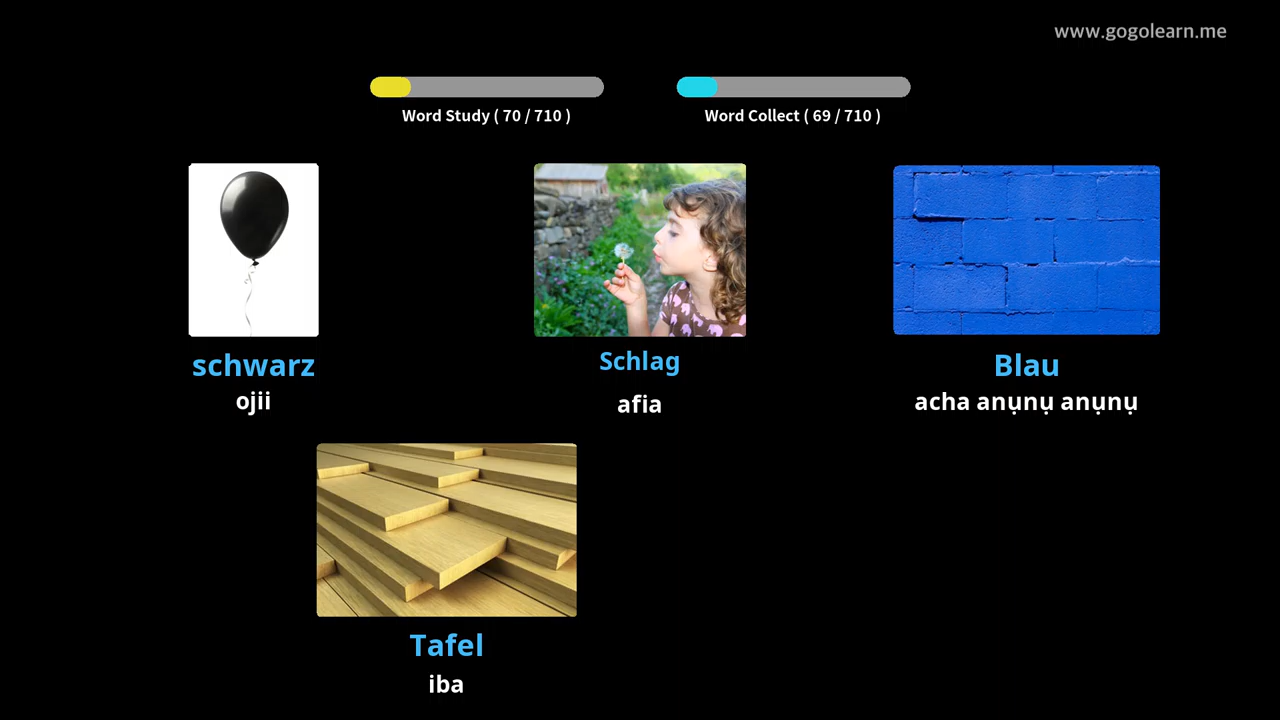 www.gogolearn.me
Word Study ( 70 / 710 )
Word Collect ( 69 / 710 )
schwarz
ojii
Schlag
afia
Blau
acha anụnụ anụnụ
Tafel
iba